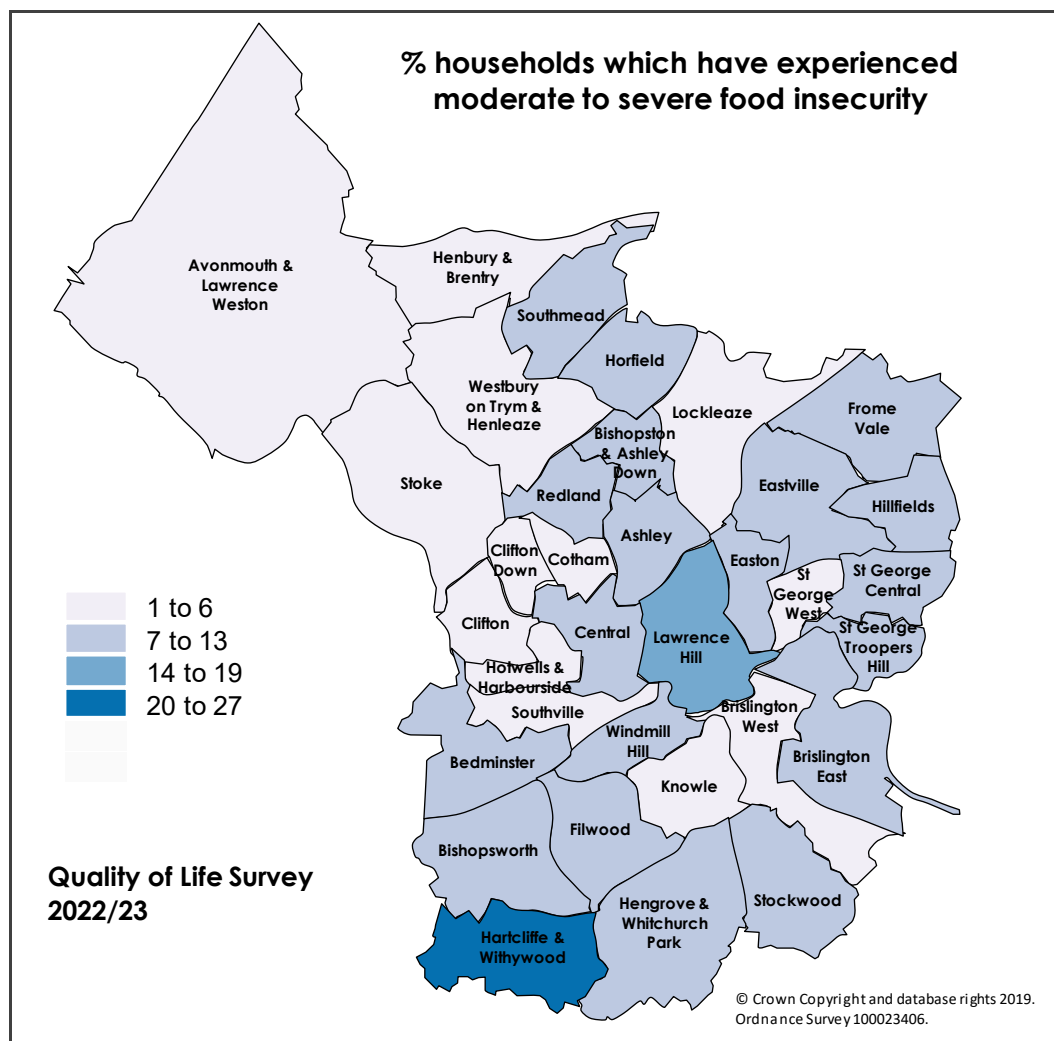 % households which have experienced
moderate to severe food insecurity
Avonmouth &
Lawrence
Weston
Henbury &
Brentry
Southmead
Horfield
Westbury
on Trym &
Henleaze
Lockleaze
Frome
Vale
Bishopston
& Ashley
Down
Stoke
Redland
Eastville
Hillfields
Ashley
Clifton
Down
Cotham
Easton
St
George
West
St George
Central
Clifton
Central
Lawrence
Hill
St George
Troopers
Hill
Hotwells &
Harbourside
Southville
Brislington
West
Windmill
Hill
Bedminster
Brislington
East
Knowle
Filwood
Bishopsworth
Stockwood
Hengrove &
Whitchurch
Park
Hartcliffe &
Withywood
1 to 6
7 to 13
14 to 19
20 to 27
Quality of Life Survey
2022/23
© Crown Copyright and database rights 2019.
Ordnance Survey 100023406.